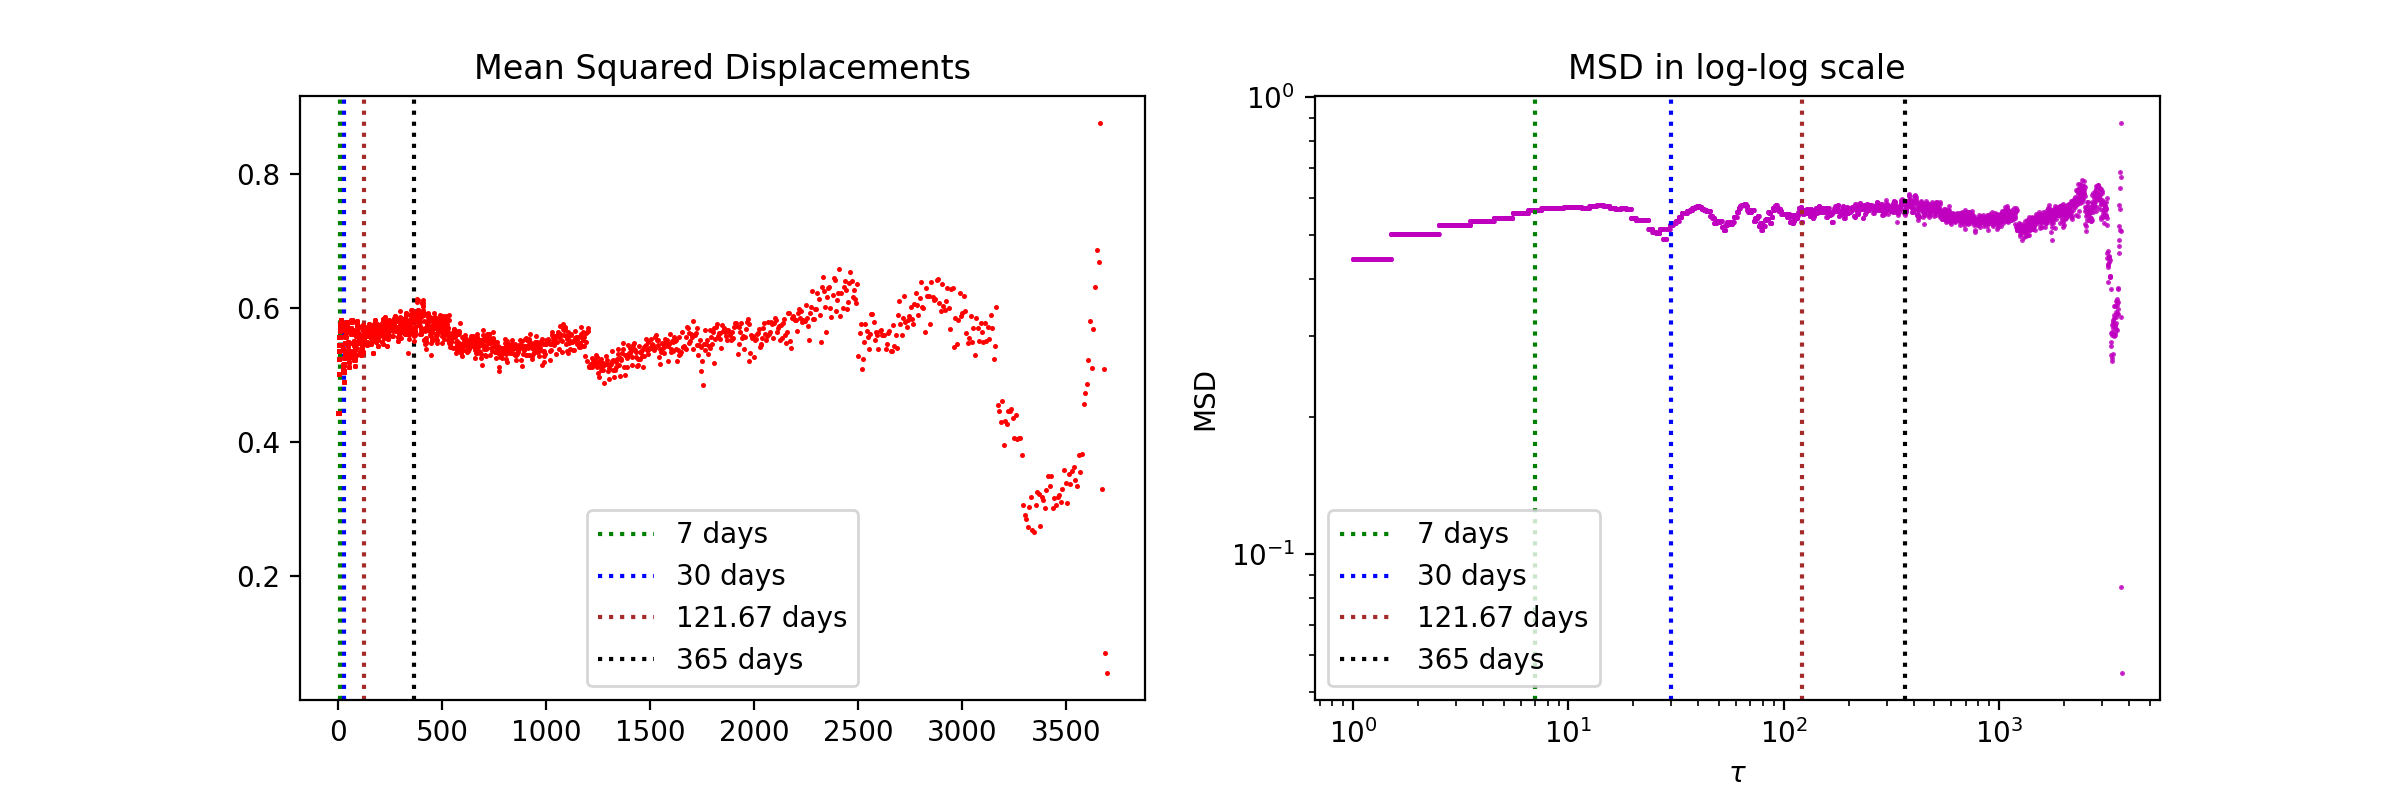 Mean Squared Displacements
0.8
0.6
0.4
0.2
0 500 1000 1500 2000 2500 3000 3500
7 days
30 days
121.67 days
365 days
MSD in log-log scale
MSD
10⁰
10⁻¹
10⁰ 10¹ 10² 10³
τ
7 days
30 days
121.67 days
365 days